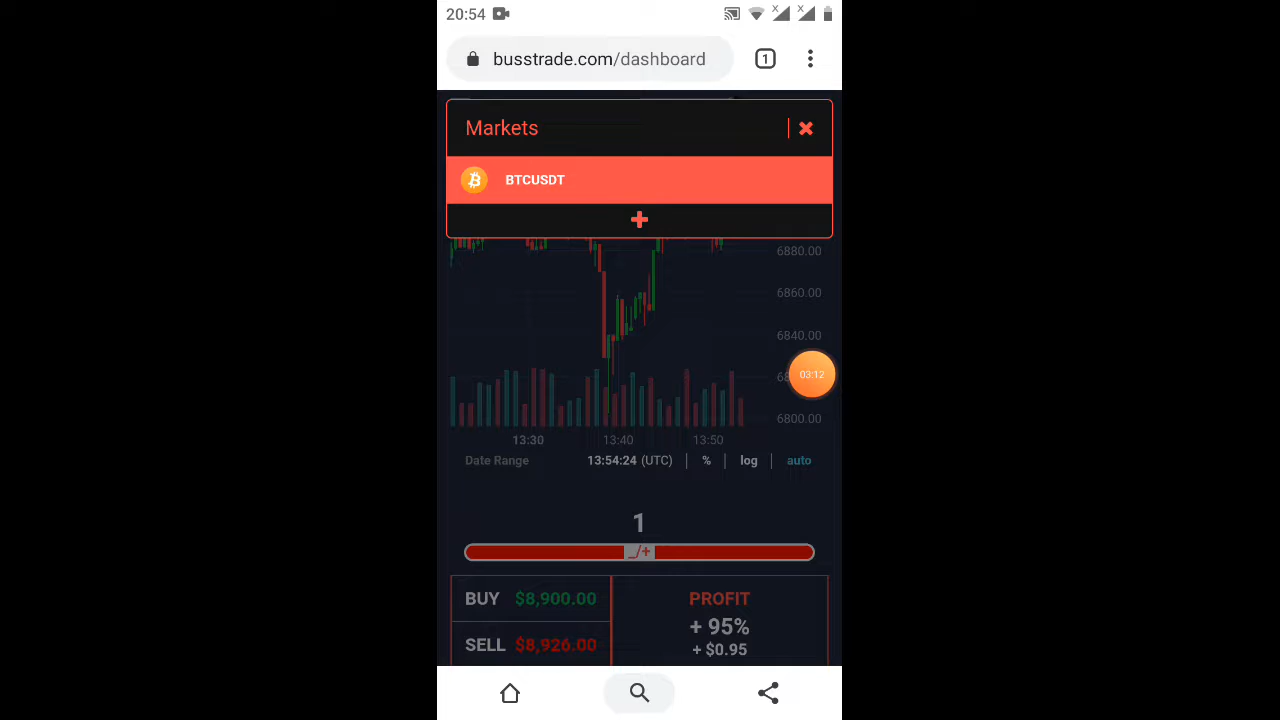 20:54
busstrade.com/dashboard
1
Markets
BTCUSDT
6880.00
6860.00
6840.00
03:12
6800.00
13:30 13:40 13:50
Date Range 13:54:24 (UTC) % log auto
1
_/+
BUY $8,900.00
SELL $8,926.00
PROFIT
+ 95%
+ $0.95